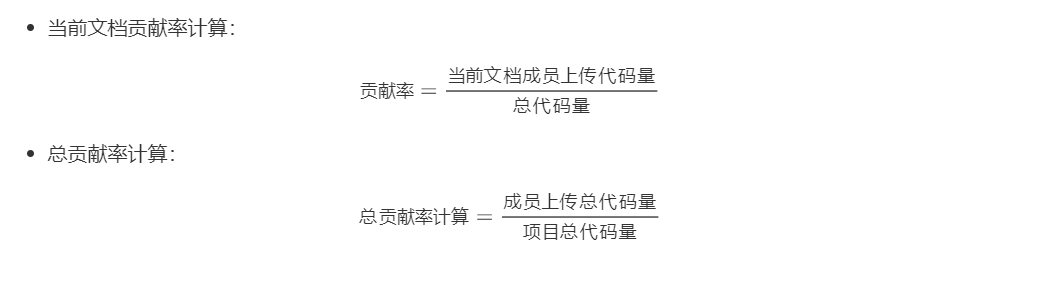 当前文档贡献率计算：
贡献率 = 当前文档成员上传代码量
总代码量
总贡献率计算：
总贡献率计算 = 成员上传总代码量
项目总代码量